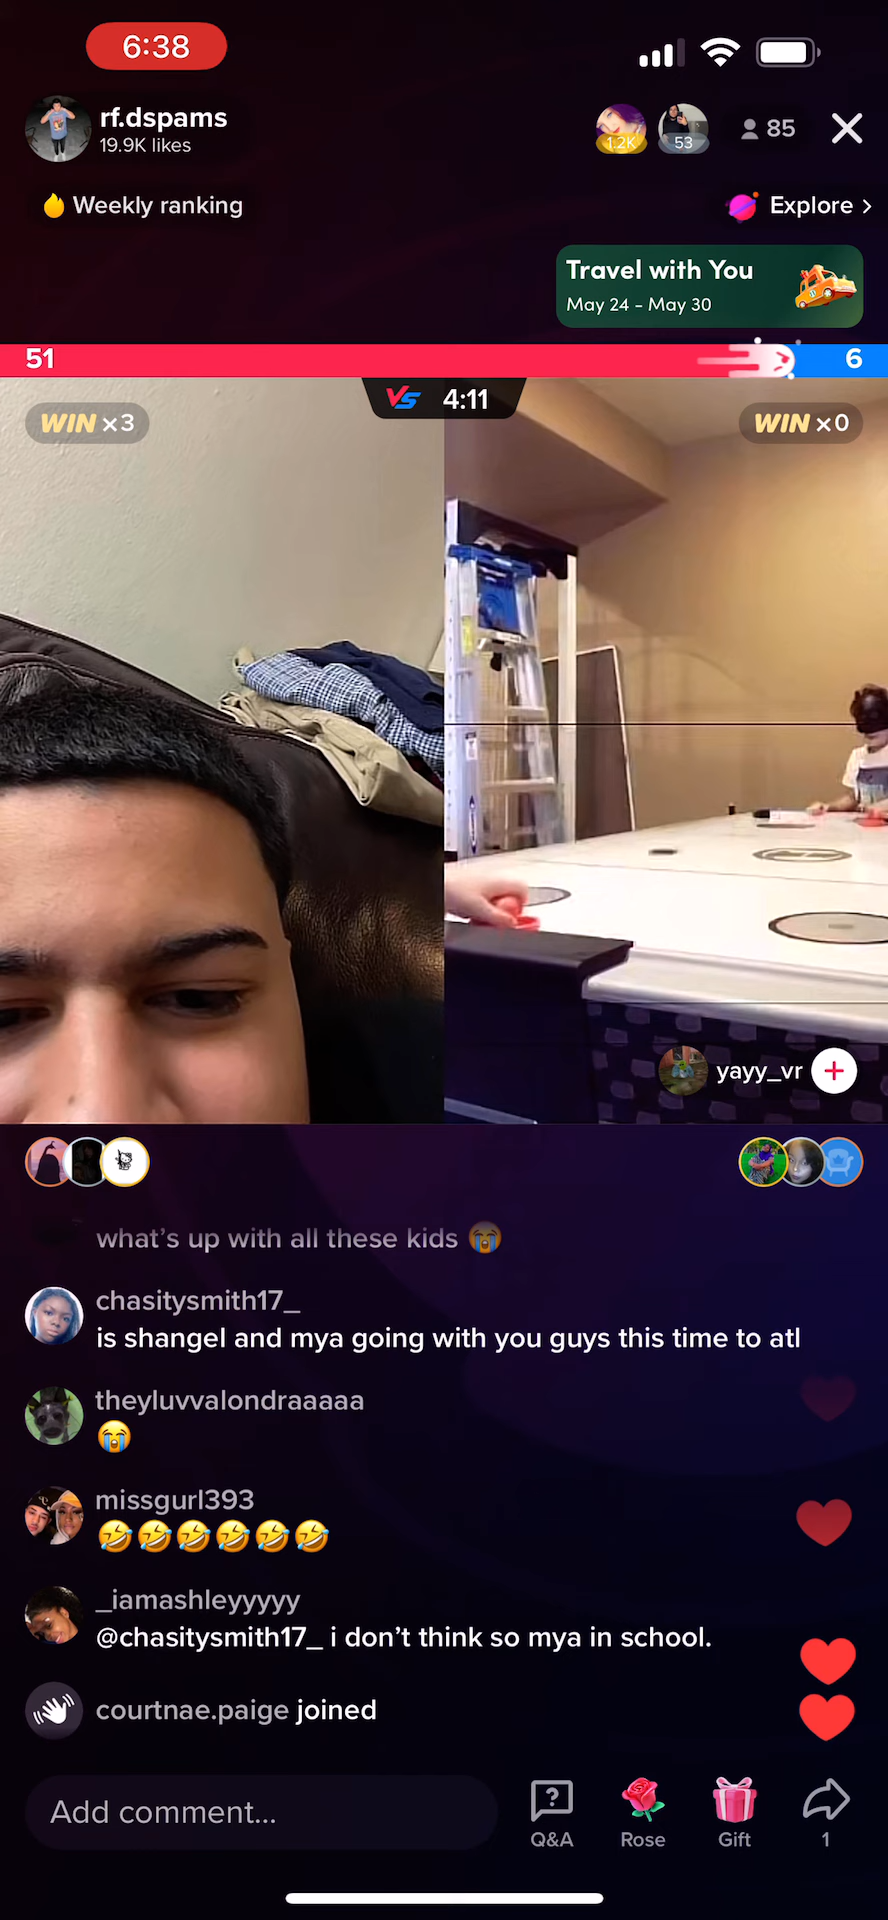 6:38
rf.dspams
19.9K likes
1.2K
53
85
Weekly ranking
Explore >
Travel with You
May 24 - May 30
51
6
VS 4:11
WIN x3
WIN x0
yayy_vr
what's up with all these kids 😭
chasitysmith17_
is shangel and mya going with you guys this time to atl
theyluvvalondraaaaa
😭
missgurl393
🤣🤣🤣🤣🤣🤣
_iamashleyyyyy
@chasitysmith17_ i don't think so mya in school.
courtnae.paige joined
Add comment...
Q&A
Rose
Gift
1